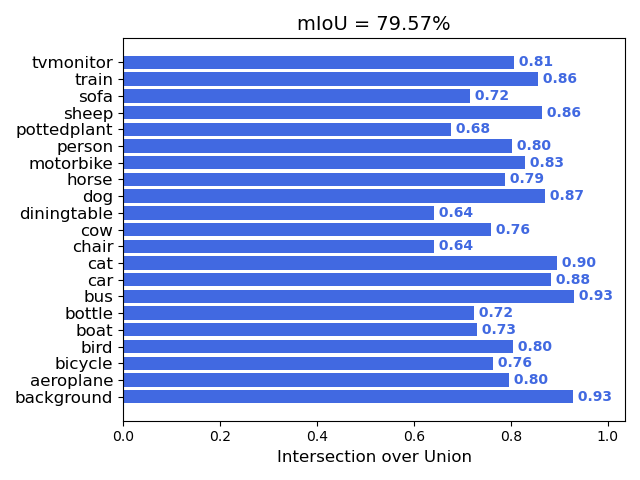 mIoU = 79.57%
tvmonitor 0.81
train 0.86
sofa 0.72
sheep 0.86
pottedplant 0.68
person 0.80
motorbike 0.83
horse 0.79
dog 0.87
diningtable 0.64
cow 0.76
chair 0.64
cat 0.90
car 0.88
bus 0.93
bottle 0.72
boat 0.73
bird 0.80
bicycle 0.76
aeroplane 0.80
background 0.93
0.0 0.2 0.4 0.6 0.8 1.0
Intersection over Union